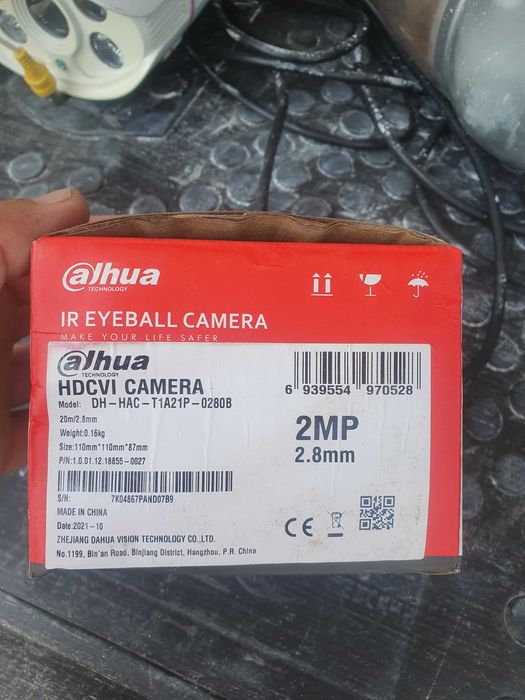 alhua
TECHNOLOGY
IR EYEBALL CAMERA
MAKE YOUR LIFE SAFER
alhua
TECHNOLOGY
HDCVI CAMERA
Model: DH-HAC-T1A21P-0280B
20m/2.8mm
Weight:0.16kg
Size:110mm*110mm*87mm
P/N:1.0.01.12.18855-0027
S/N: 7K04867PAND07B9
MADE IN CHINA
Date:2021-10
ZHEJIANG DAHUA VISION TECHNOLOGY CO.,LTD.
No.1199, Bin'an Road, Binjiang District, Hangzhou, P.R. China
6 939554 970528
2MP
2.8mm
CE